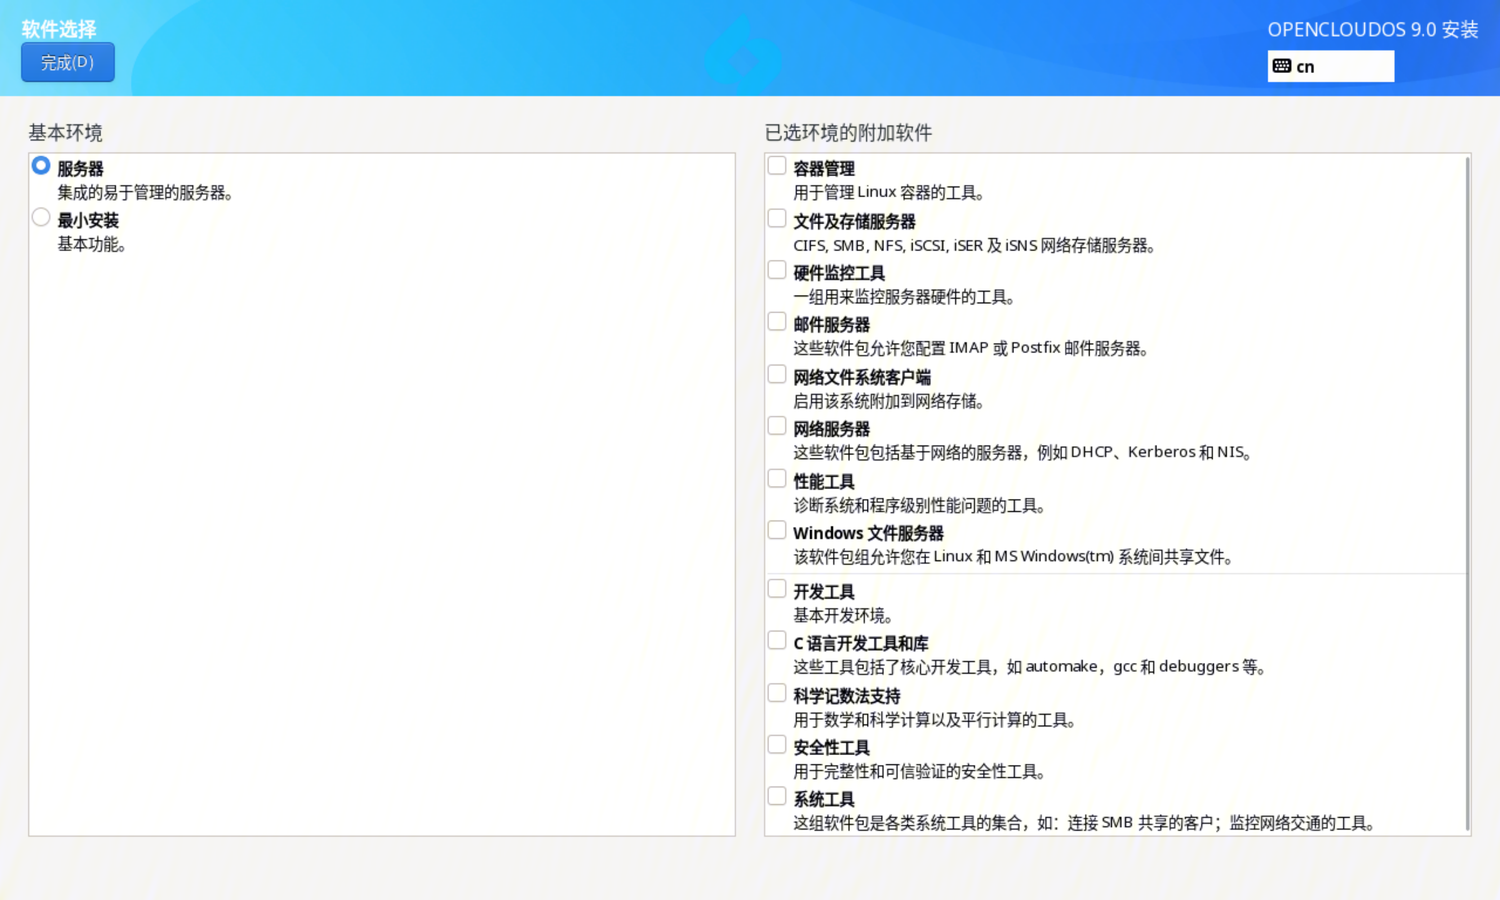 软件选择
完成(D)
OPENCLOUDOS 9.0 安装
cn
基本环境
服务器
集成的易于管理的服务器。
最小安装
基本功能。
已选环境的附加软件
容器管理
用于管理 Linux 容器的工具。
文件及存储服务器
CIFS, SMB, NFS, iSCSI, iSER 及 iSNS 网络存储服务器。
硬件监控工具
一组用来监控服务器硬件的工具。
邮件服务器
这些软件包允许您配置 IMAP 或 Postfix 邮件服务器。
网络文件系统客户端
启用该系统附加到网络存储。
网络服务器
这些软件包包括基于网络的服务器，例如 DHCP、Kerberos 和 NIS。
性能工具
诊断系统和程序级别性能问题的工具。
Windows 文件服务器
该软件包组允许您在 Linux 和 MS Windows(tm) 系统间共享文件。
开发工具
基本开发环境。
C 语言开发工具和库
这些工具包括了核心开发工具，如 automake，gcc 和 debuggers 等。
科学记数法支持
用于数学和科学计算以及平行计算的工具。
安全性工具
用于完整性和可信验证的安全性工具。
系统工具
这组软件包是各类系统工具的集合，如：连接 SMB 共享的客户；监控网络交通的工具。